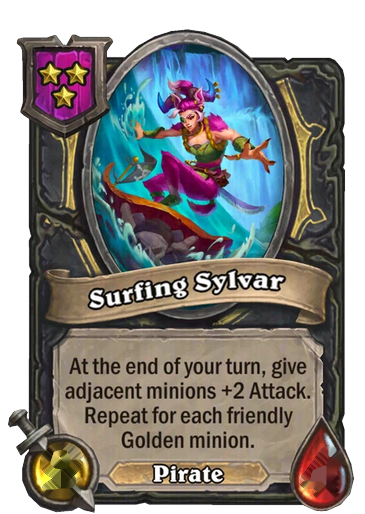 Surfing Sylvar
At the end of your turn, give
adjacent minions +2 Attack.
Repeat for each friendly
Golden minion.
Pirate